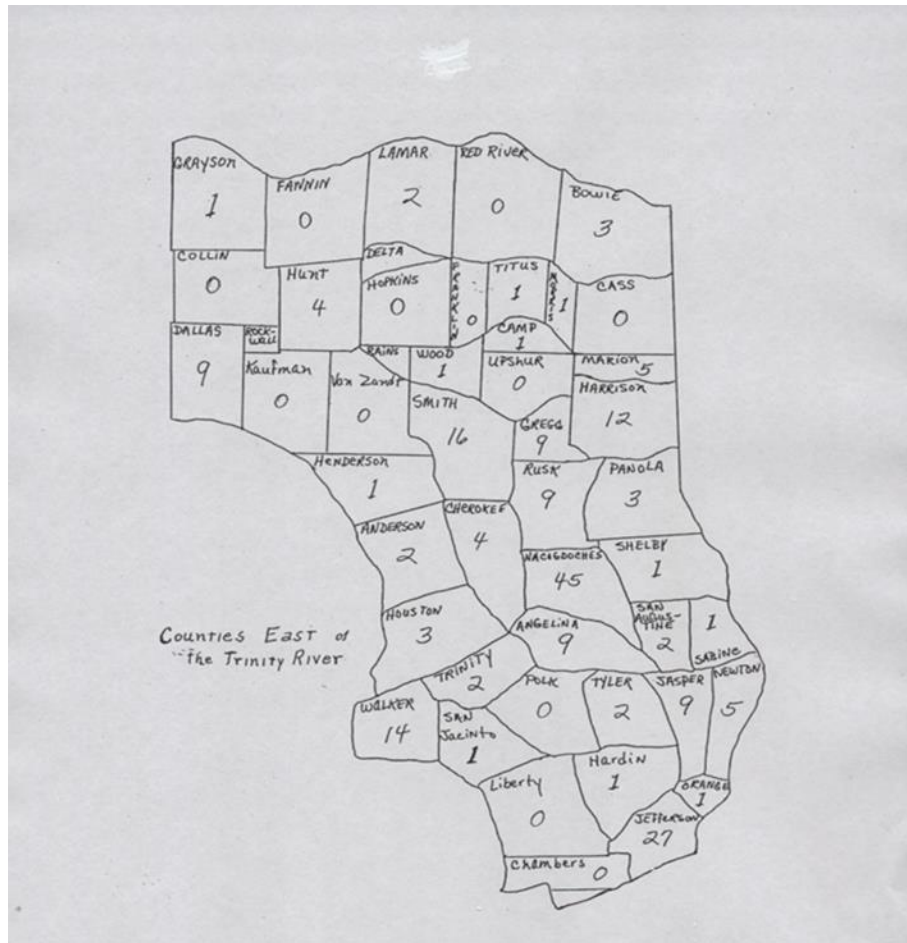 GRAYSON
1
FANNIN
0
LAMAR
2
RED RIVER
0
BOWIE
3
COLLIN
0
HUNT
4
DELTA
HOPKINS
0
FRANKLIN
0
TITUS
1
MORRIS
1
CASS
0
DALLAS
9
ROCK-
WALL
Kaufman
0
Van Zandt
0
RAINS
WOOD
1
CAMP
1
UPSHUR
0
MARION
5
HARRISON
12
SMITH
16
GREGG
9
HENDERSON
1
RUSK
9
PANOLA
3
ANDERSON
2
CHEROKEE
4
NACOGDOCHES
45
SHELBY
1
HOUSTON
3
ANGELINA
9
SAN
AUGUS-
TINE
2
1
SABINE
Counties East of
the Trinity River
TRINITY
2
POLK
0
TYLER
2
JASPER
9
NEWTON
5
WALKER
14
SAN
Jacinto
1
Liberty
0
Hardin
1
ORANGE
1
JEFFERSON
27
Chambers
0